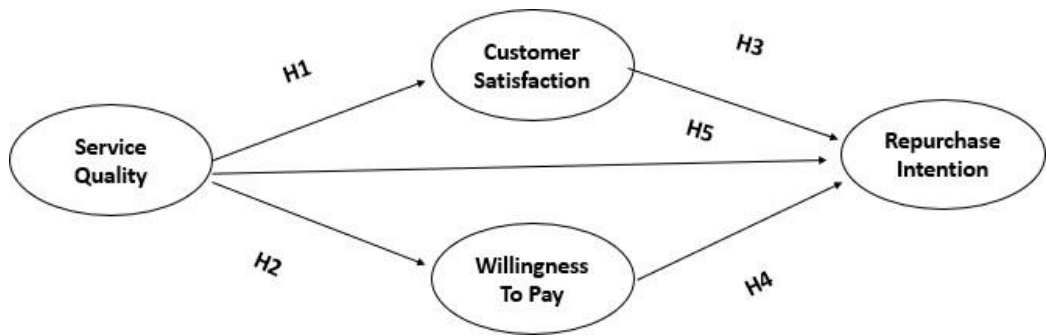 Customer
Satisfaction
H3
H1
H5
Service
Quality
Repurchase
Intention
H2
Willingness
To Pay
H4